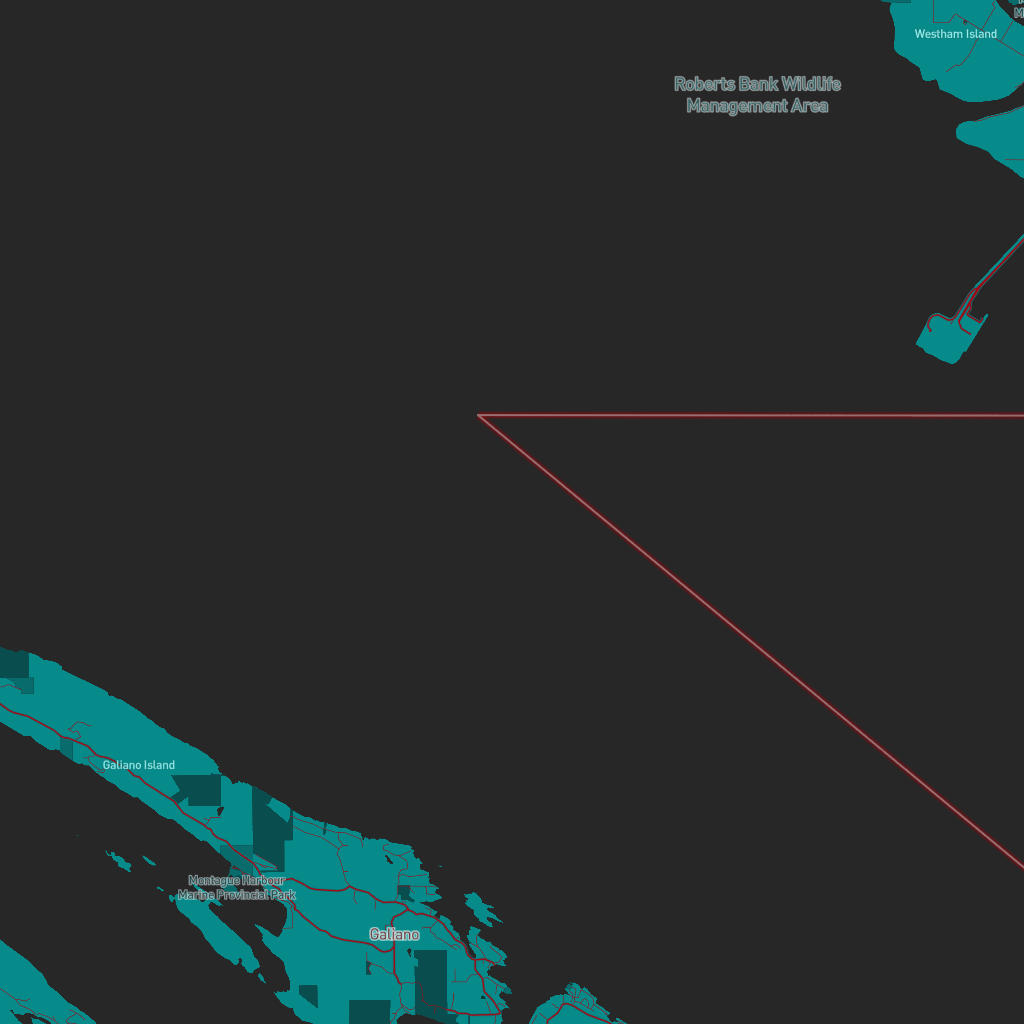 Westham Island
Roberts Bank Wildlife
Management Area
Galiano Island
Montague Harbour
Marine Provincial Park
Galiano